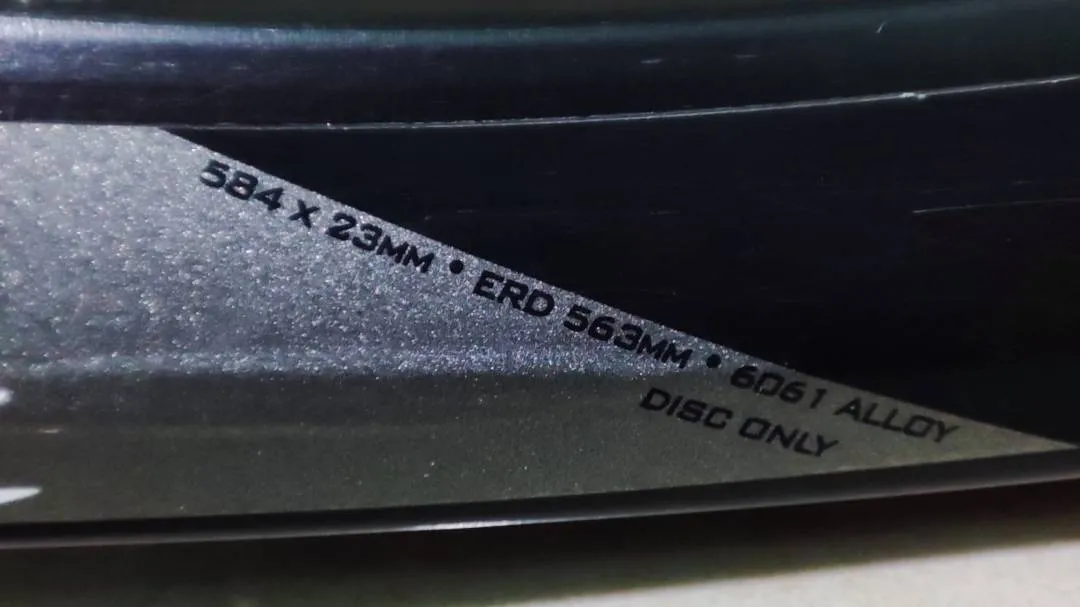 584 X 23MM • ERD 563MM • 6061 ALLOY
DISC ONLY